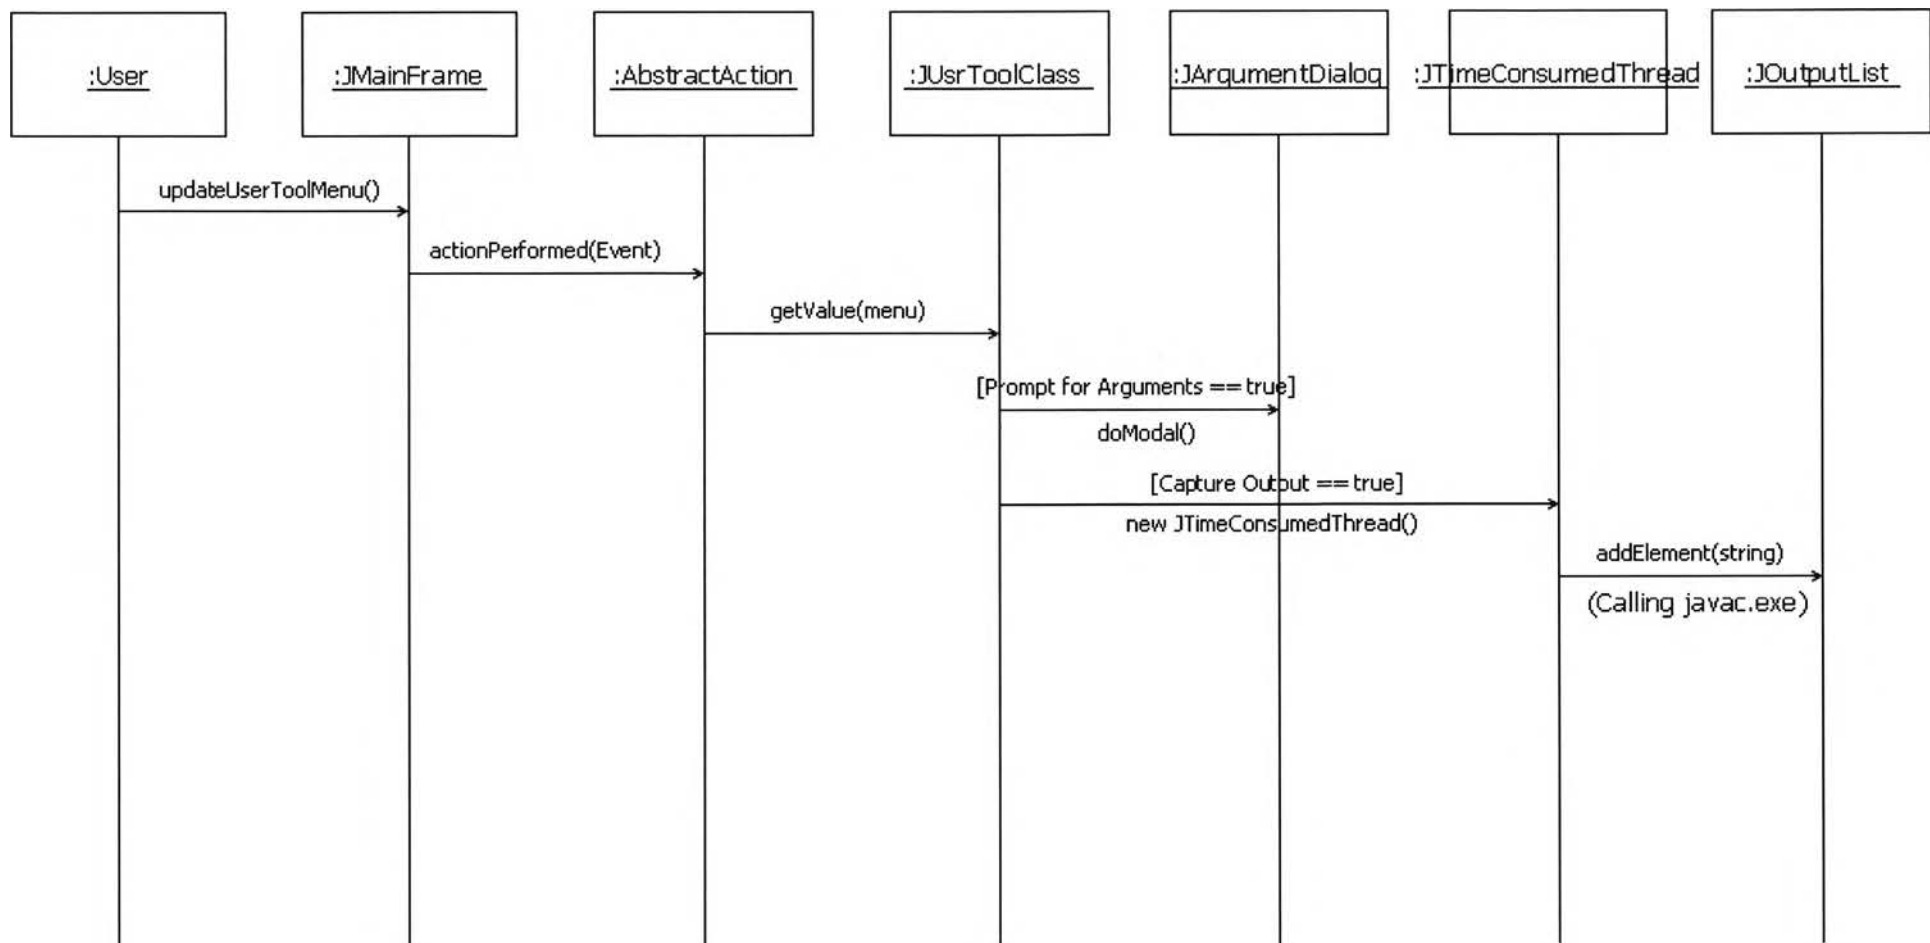 :User
:JMainFrame
:AbstractAction
:JUsrToolClass
:JArgumentDialog
:JTimeConsumedThread
:JOutputList
updateUserToolMenu()
actionPerformed(Event)
getValue(menu)
[Prompt for Arguments == true]
doModal()
[Capture Output == true]
new JTimeConsumedThread()
addElement(string)
(Calling javac.exe)